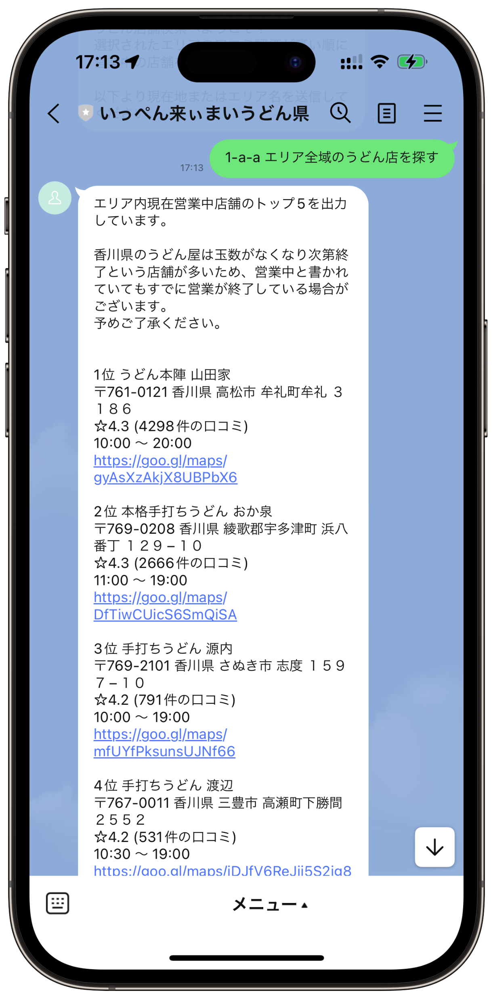 うどん店舗検索へようこそ！
17:13
以下より現在地またはエリア名を送信して
いっぺん来ぃまいうどん県
1-a-a エリア全域のうどん店を探す
17:13
エリア内現在営業中店舗のトップ5を出力
しています。
香川県のうどん屋は玉数がなくなり次第終
了という店舗が多いため、営業中と書かれ
ていてもすでに営業が終了している場合が
ございます。
予めご了承ください。
1位 うどん本陣 山田家
〒761-0121 香川県 高松市 牟礼町牟礼 ３
１８６
☆4.3 (4298件の口コミ)
10:00 〜 20:00
https://goo.gl/maps/
gyAsXzAkjX8UBPbX6
2位 本格手打ちうどん おか泉
〒769-0208 香川県 綾歌郡宇多津町 浜八
番丁 １２９−１０
☆4.3 (2666件の口コミ)
11:00 〜 19:00
https://goo.gl/maps/
DfTiwCUicS6SmQiSA
3位 手打ちうどん 源内
〒769-2101 香川県 さぬき市 志度 １５９
７−１０
☆4.2 (791件の口コミ)
10:00 〜 19:00
https://goo.gl/maps/
mfUYfPksunsUJNf66
4位 手打ちうどん 渡辺
〒767-0011 香川県 三豊市 高瀬町下勝間
２５５２
☆4.2 (531件の口コミ)
10:30 〜 19:00
https://goo.gl/maps/iDJfV6ReJii5S2ig8
メニュー▲